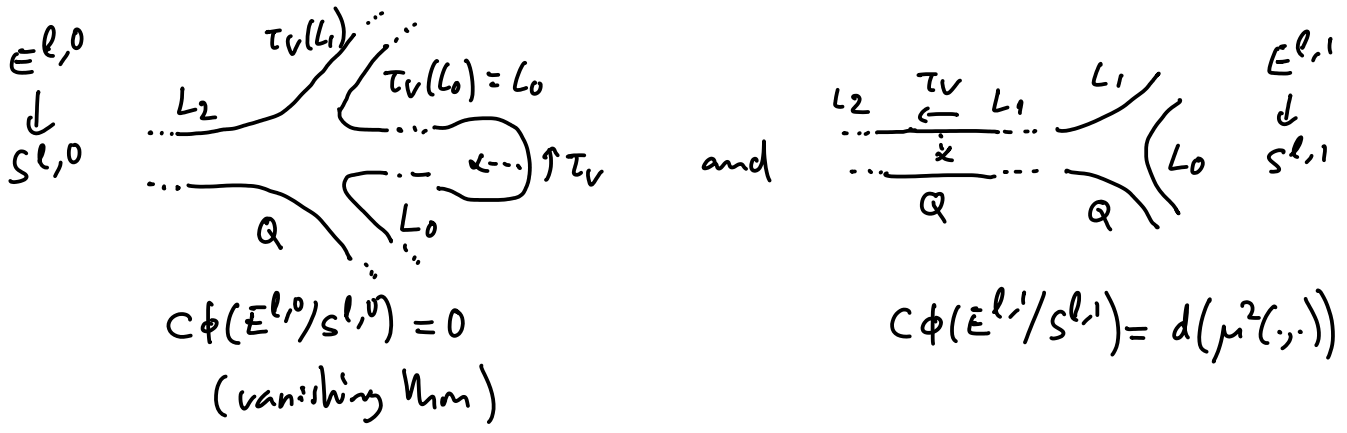 E^{l,0}
↓
S^{l,0}
L_2
τ_V(L_1)
τ_V(L_0) = L_0
x
↑ τ_V
Q
L_0
Cϕ(E^{l,0}/S^{l,0}) = 0
(vanishing thm)
and
L_2
τ_V
←
L_1
x
Q
L_1
L_0
Q
E^{l,1}
↓
S^{l,1}
Cϕ(E^{l,1}/S^{l,1}) = d(μ^2(.,.))